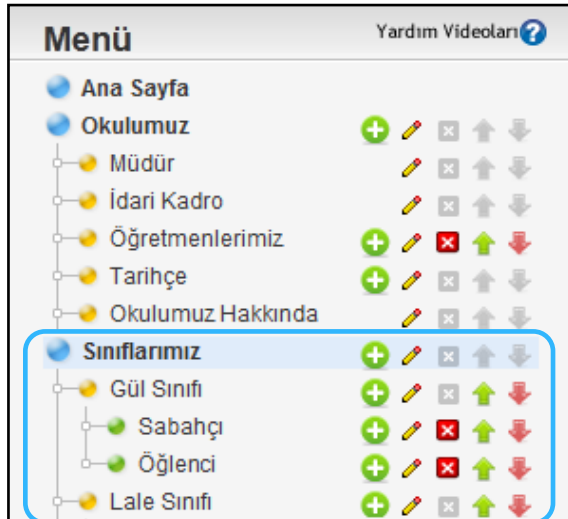 Menü
Yardım Videoları
Ana Sayfa
Okulumuz
Müdür
İdari Kadro
Öğretmenlerimiz
Tarihçe
Okulumuz Hakkında
Sınıflarımız
Gül Sınıfı
Sabahçı
Öğlenci
Lale Sınıfı